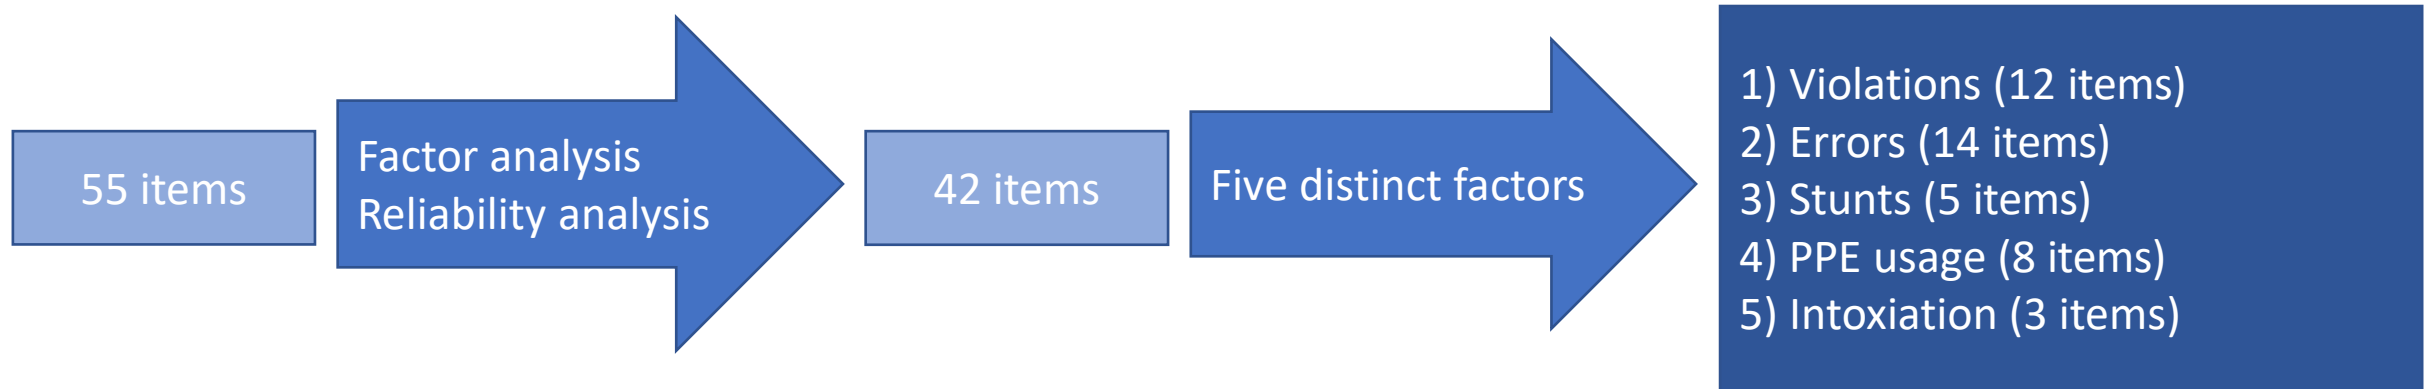 55 items
Factor analysis
Reliability analysis
42 items
Five distinct factors
1) Violations (12 items)
2) Errors (14 items)
3) Stunts (5 items)
4) PPE usage (8 items)
5) Intoxiation (3 items)